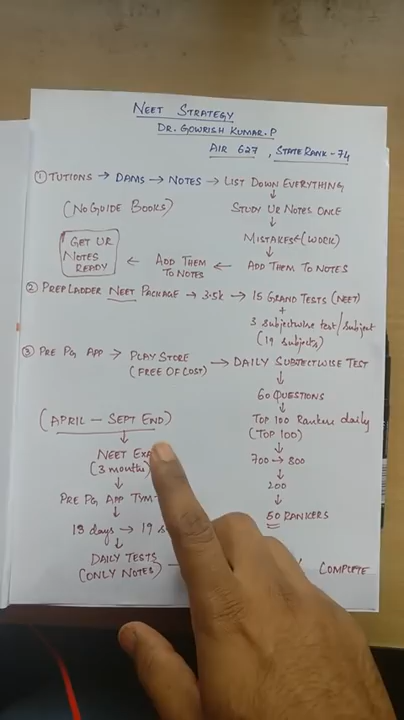 NEET STRATEGY
DR. GOWRISH KUMAR. P
AIR 627, STATE RANK - 74
① TUTIONS → DAMS → NOTES → LIST DOWN EVERYTHING
↓
(NO GUIDE BOOKS) STUDY UR NOTES ONCE
↓
MISTAKES (WORK)
↓
GET UR NOTES READY ← ADD THEM TO NOTES ← ADD THEM TO NOTES
② PREPLADDER NEET PACKAGE → 3.5k → 15 GRAND TESTS (NEET)
+
3 subjectwise test/subject
(19 subjects)
③ PRE PG APP → PLAY STORE → DAILY SUBJECTWISE TEST
(FREE OF COST)
↓
60 QUESTIONS
↓
(APRIL - SEPT END) TOP 100 Rankers daily
(TOP 100)
↓
NEET
(3 months) 700 → 800
↓
PRE PG APP 200
↓
18 days → 19 50 RANKERS
↓
DAILY TESTS
(ONLY NOTES) → COMPLETE